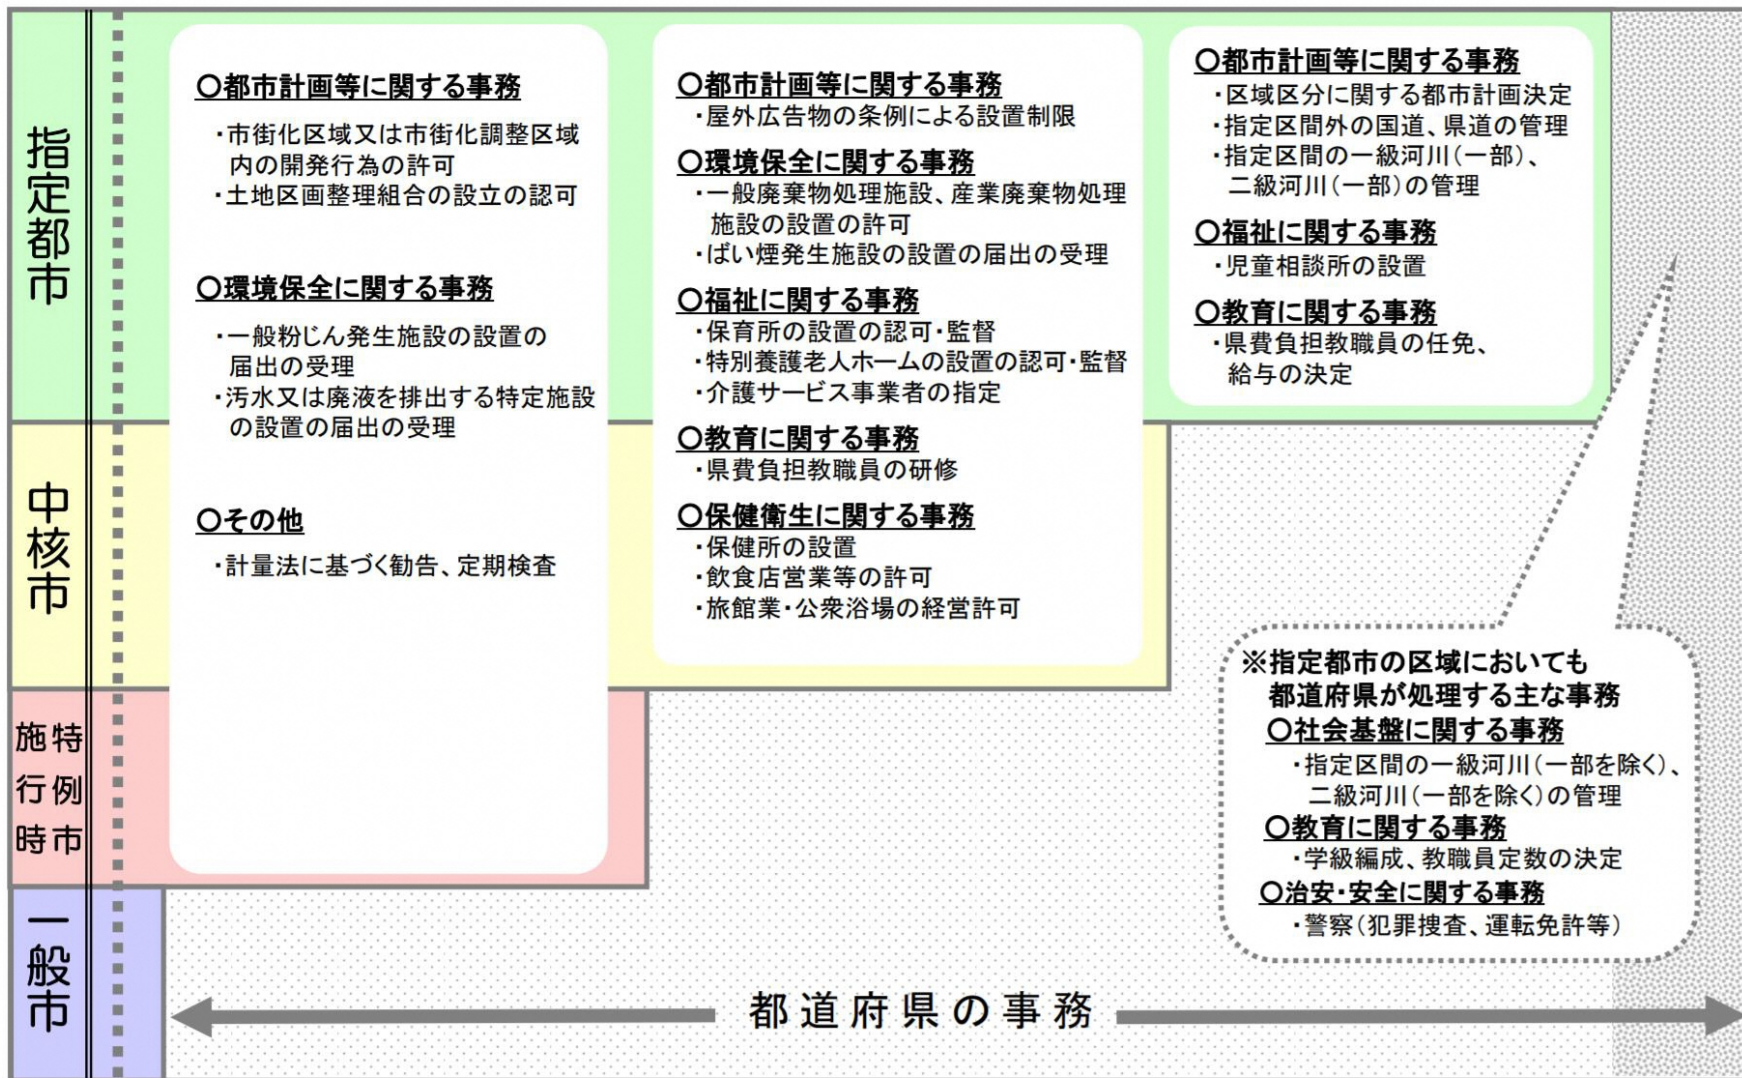 指定都市
中核市
特例市
施行時
一般市
〇都市計画等に関する事務
・市街化区域又は市街化調整区域
内の開発行為の許可
・土地区画整理組合の設立の認可
〇環境保全に関する事務
・一般粉じん発生施設の設置の
届出の受理
・汚水又は廃液を排出する特定施設
の設置の届出の受理
〇その他
・計量法に基づく勧告、定期検査
〇都市計画等に関する事務
・屋外広告物の条例による設置制限
〇環境保全に関する事務
・一般廃棄物処理施設、産業廃棄物処理
施設の設置の許可
・ばい煙発生施設の設置の届出の受理
〇福祉に関する事務
・保育所の設置の認可・監督
・特別養護老人ホームの設置の認可・監督
・介護サービス事業者の指定
〇教育に関する事務
・県費負担教職員の研修
〇保健衛生に関する事務
・保健所の設置
・飲食店営業等の許可
・旅館業・公衆浴場の経営許可
〇都市計画等に関する事務
・区域区分に関する都市計画決定
・指定区間外の国道、県道の管理
・指定区間の一級河川(一部)、
二級河川(一部)の管理
〇福祉に関する事務
・児童相談所の設置
〇教育に関する事務
・県費負担教職員の任免、
給与の決定
※指定都市の区域においても
都道府県が処理する主な事務
〇社会基盤に関する事務
・指定区間の一級河川(一部を除く)、
二級河川(一部を除く)の管理
〇教育に関する事務
・学級編成、教職員定数の決定
〇治安・安全に関する事務
・警察(犯罪捜査、運転免許等)
都道府県の事務